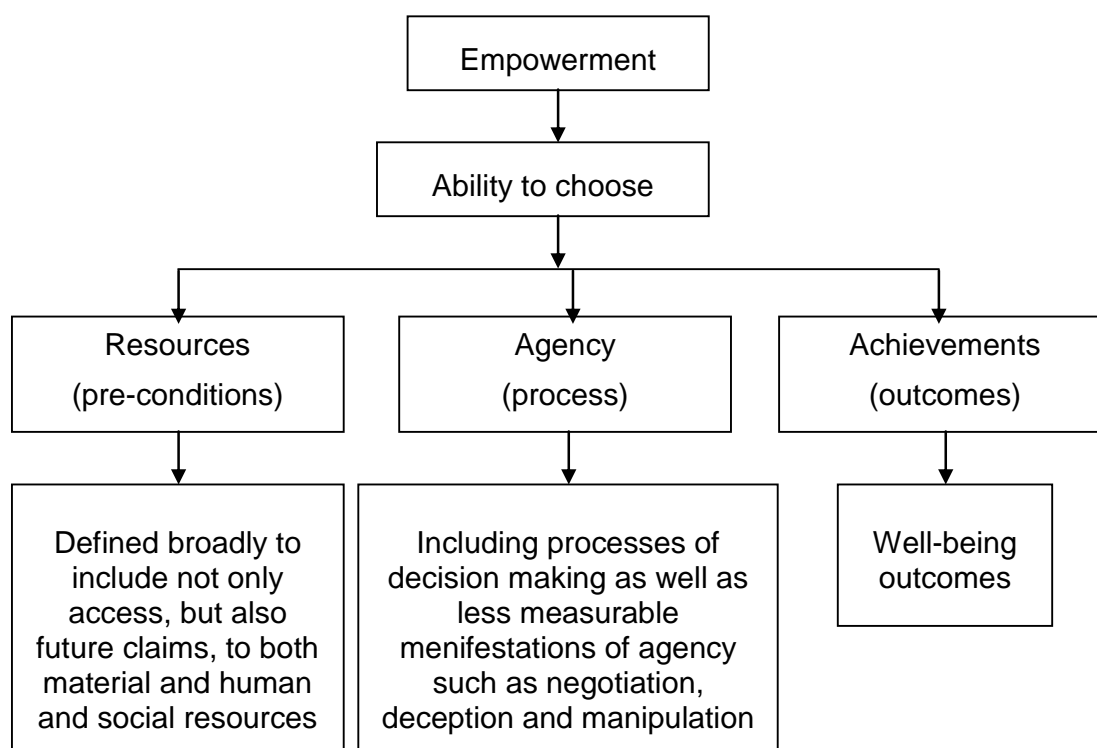 Empowerment
Ability to choose
Resources
(pre-conditions)
Agency
(process)
Achievements
(outcomes)
Defined broadly to
include not only
access, but also
future claims, to both
material and human
and social resources
Including processes of
decision making as well as
less measurable
menifestations of agency
such as negotiation,
deception and manipulation
Well-being
outcomes